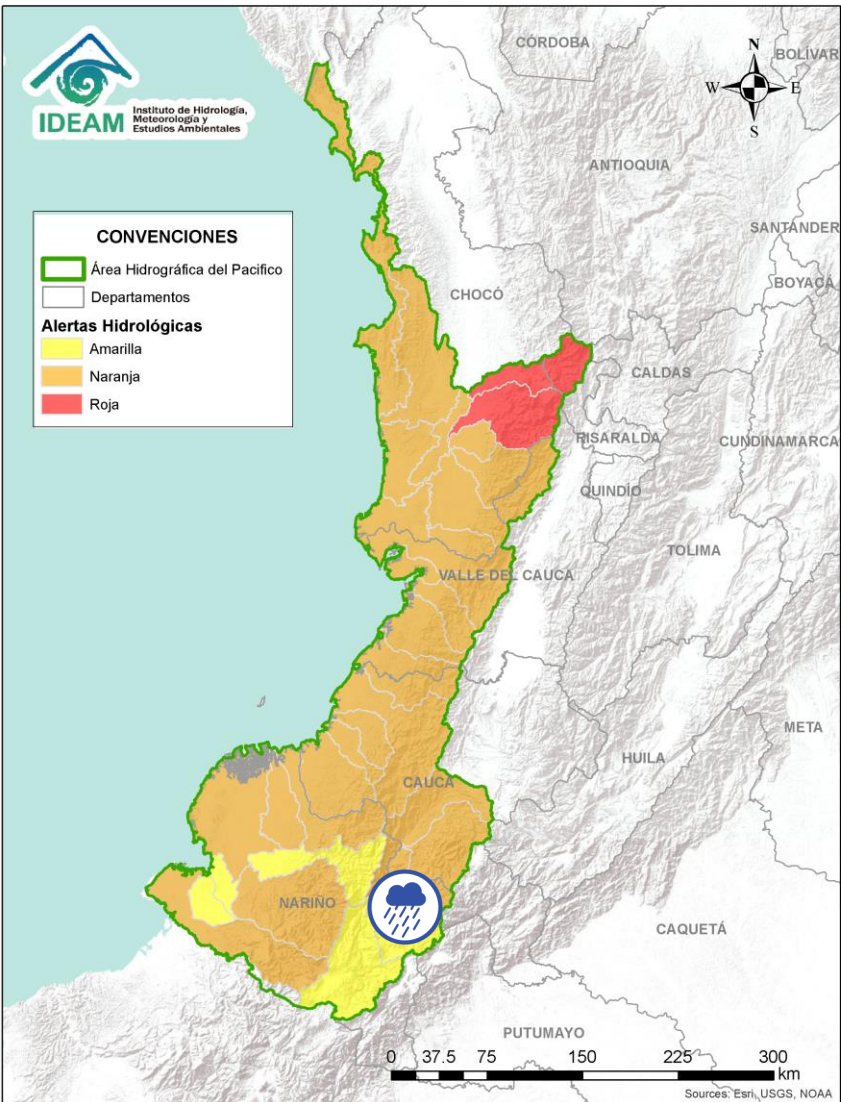 IDEAM
Instituto de Hidrología,
Meteorología y
Estudios Ambientales
CÓRDOBA
BOLIVAR
N
W
E
S
ANTIOQUIA
SANTANDER
BOYACÁ
CONVENCIONES
Área Hidrográfica del Pacifico
Departamentos
Alertas Hidrológicas
Amarilla
Naranja
Roja
CHOCÓ
CALDAS
RISARALDA
CUNDINAMARCA
QUINDÍO
TOLIMA
VALLE DEL CAUCA
META
HUILA
CAUCA
NARIÑO
CAQUETÁ
PUTUMAYO
0 37.5 75 150 225 300
km
Sources: Esri, USGS, NOAA